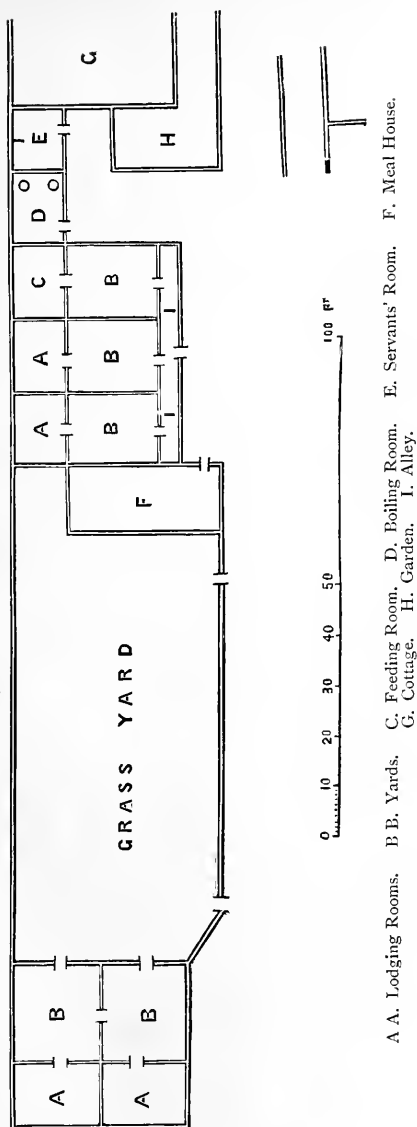 A B A A C D E G
GRASS YARD
A B F B B B H
I I
0 10 20 30 40 50 100 FT
A A. Lodging Rooms. B B. Yards. C. Feeding Room. D. Boiling Room. E. Servants' Room. F. Meal House.
G. Cottage. H. Garden. I. Alley.